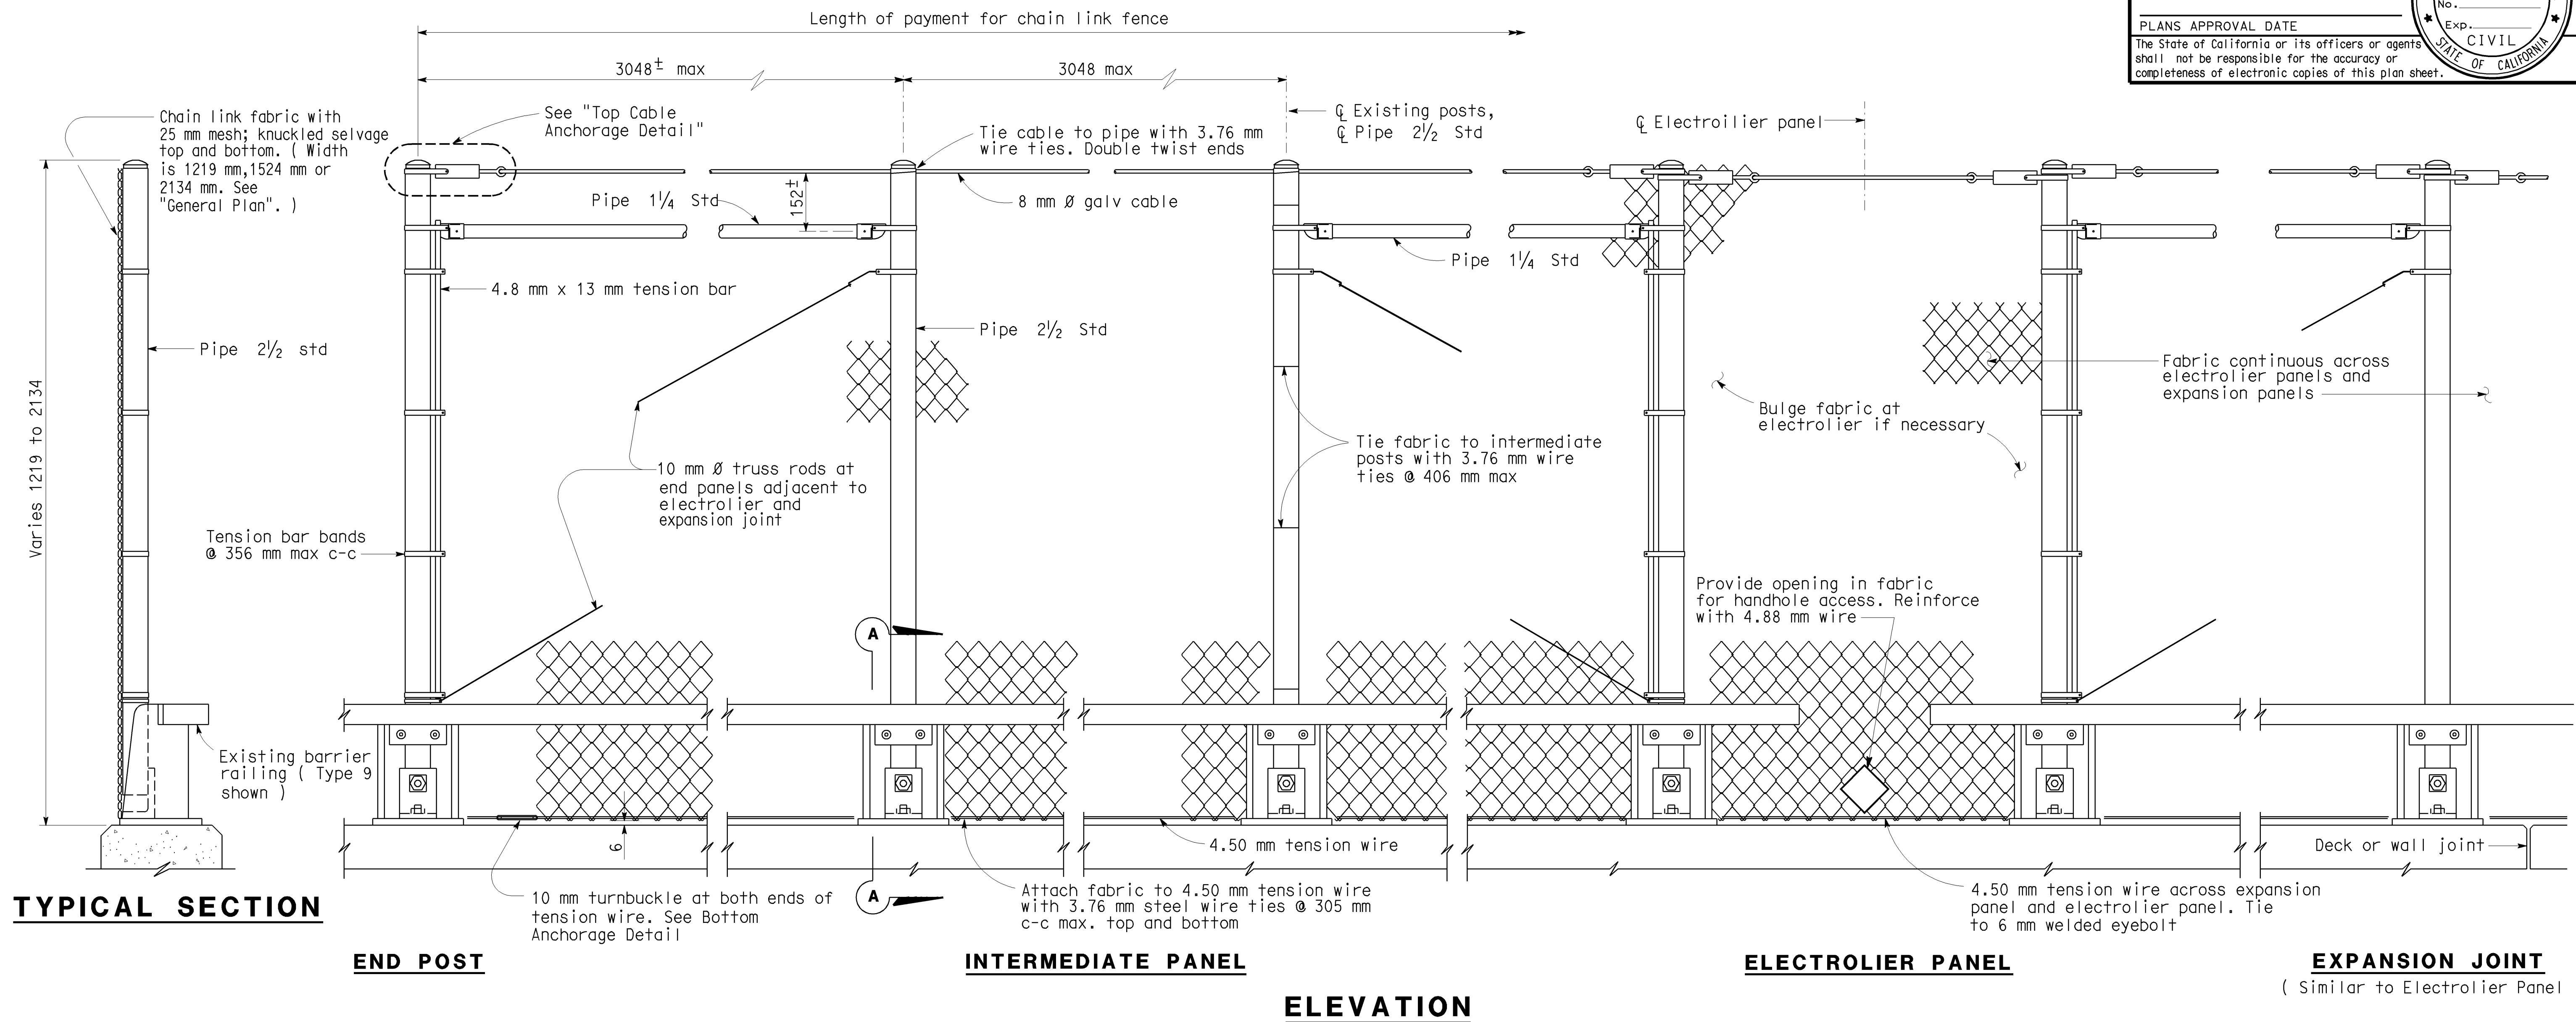 Length of payment for chain link fence
3048± max
3048 max
No.
Exp.
CIVIL
STATE OF CALIFORNIA
PLANS APPROVAL DATE
The State of California or its officers or agents
shall not be responsible for the accuracy or
completeness of electronic copies of this plan sheet.
Chain link fabric with
25 mm mesh; knuckled selvage
top and bottom. ( Width
is 1219 mm,1524 mm or
2134 mm. See
"General Plan". )
See "Top Cable
Anchorage Detail"
Tie cable to pipe with 3.76 mm
wire ties. Double twist ends
℄ Existing posts,
℄ Pipe 2½ Std
℄ Electroilier panel
Pipe 1¼ Std
152±
8 mm Ø galv cable
Pipe 1¼ Std
4.8 mm x 13 mm tension bar
Pipe 2½ std
Pipe 2½ Std
Varies 1219 to 2134
Fabric continuous across
electrolier panels and
expansion panels
Bulge fabric at
electrolier if necessary
Tie fabric to intermediate
posts with 3.76 mm wire
ties @ 406 mm max
10 mm Ø truss rods at
end panels adjacent to
electrolier and
expansion joint
Tension bar bands
@ 356 mm max c-c
Provide opening in fabric
for handhole access. Reinforce
with 4.88 mm wire
A
Existing barrier
railing ( Type 9
shown )
6
4.50 mm tension wire
Deck or wall joint
A
10 mm turnbuckle at both ends of
tension wire. See Bottom
Anchorage Detail
Attach fabric to 4.50 mm tension wire
with 3.76 mm steel wire ties @ 305 mm
c-c max. top and bottom
4.50 mm tension wire across expansion
panel and electrolier panel. Tie
to 6 mm welded eyebolt
TYPICAL SECTION
END POST
INTERMEDIATE PANEL
ELECTROLIER PANEL
EXPANSION JOINT
( Similar to Electrolier Panel
ELEVATION